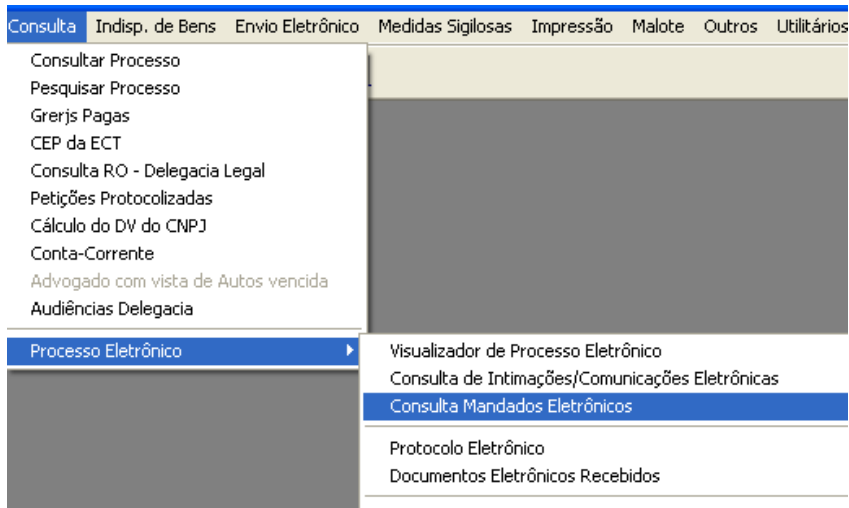 Consulta Indisp. de Bens Envio Eletrônico Medidas Sigilosas Impressão Malote Outros Utilitários
Consultar Processo
Pesquisar Processo
Grerjs Pagas
CEP da ECT
Consulta RO - Delegacia Legal
Petições Protocolizadas
Cálculo do DV do CNPJ
Conta-Corrente
Advogado com vista de Autos vencida
Audiências Delegacia
Processo Eletrônico
Visualizador de Processo Eletrônico
Consulta de Intimações/Comunicações Eletrônicas
Consulta Mandados Eletrônicos
Protocolo Eletrônico
Documentos Eletrônicos Recebidos